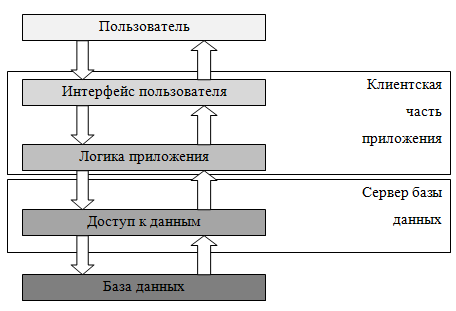 Пользователь
Интерфейс пользователя
Клиентская
часть
приложения
Логика приложения
Сервер базы
данных
Доступ к данным
База данных